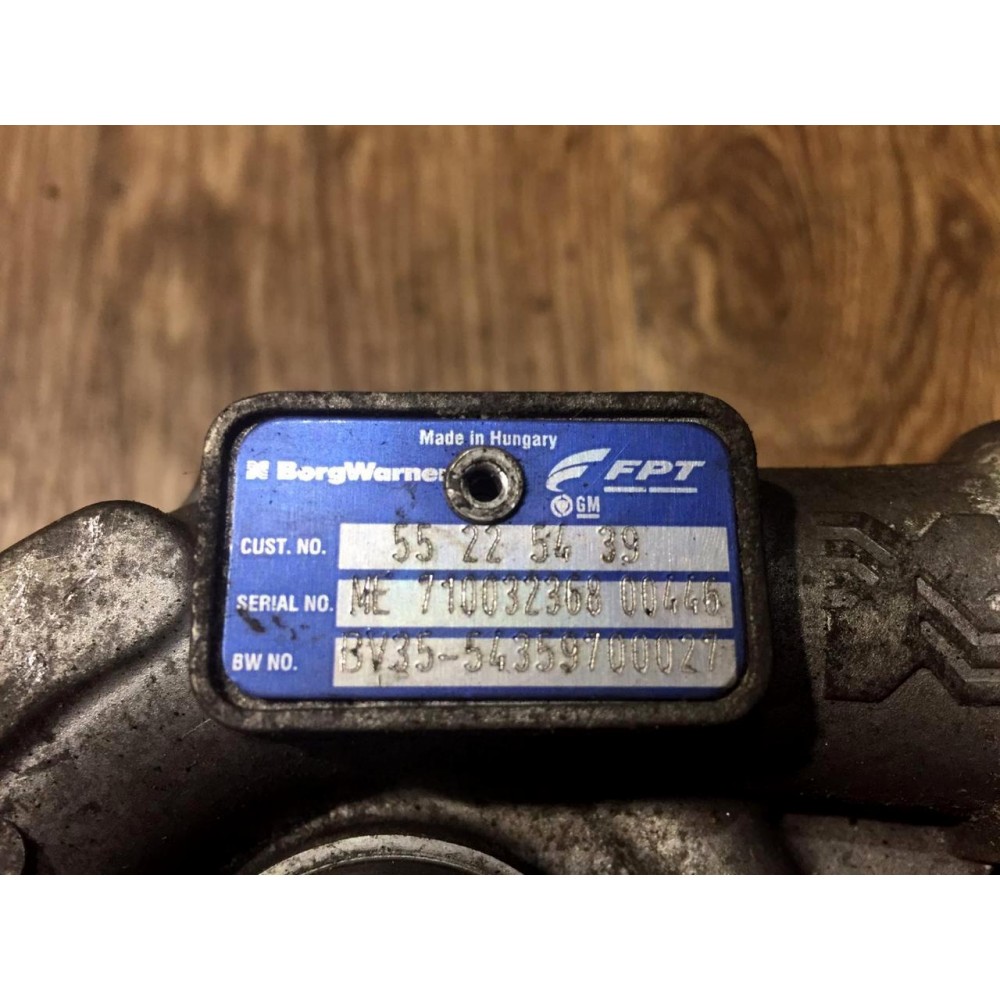 Made in Hungary
BorgWarner FPT
GM
CUST. NO. 55 22 54 39
SERIAL NO. ME 710032368 00446
BW NO. BV35-54359700027